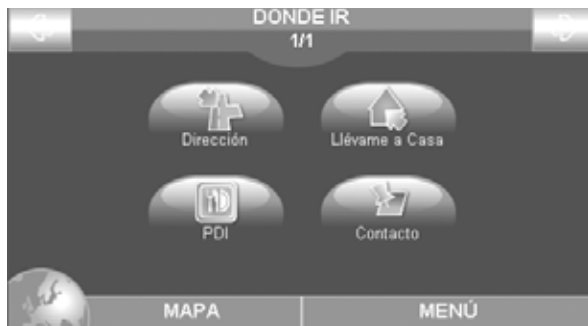 DONDE IR
1/1
Dirección
Llévame a Casa
PDI
Contacto
MAPA
MENÚ